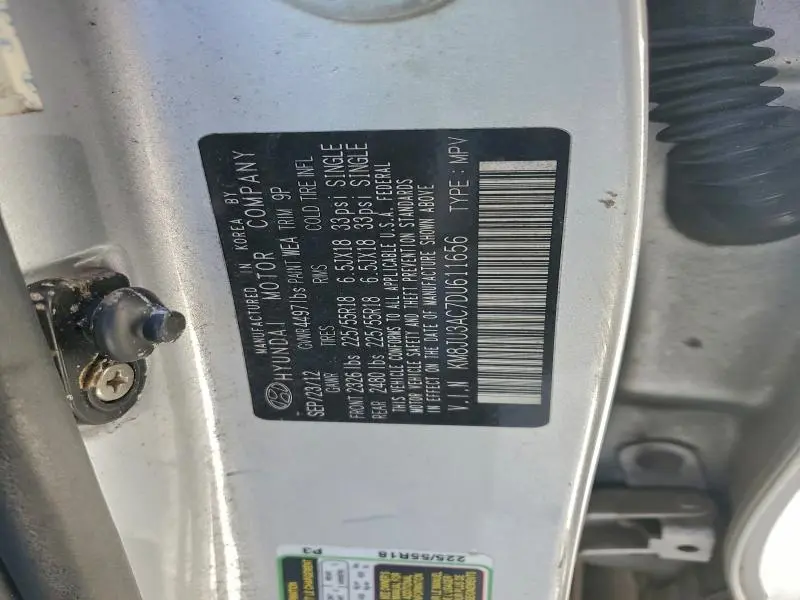 MANUFACTURED IN KOREA BY
HYUNDAI MOTOR COMPANY
SEP/23/12 GVWR 4497lbs PAINT WEA TRIM 9P
GAWR TIRES RMS COLD TIRE INFL
FRONT 2326 lbs 225/55R18 6.5JX18 33psi SINGLE
REAR 2480 lbs 225/55R18 6.5JX18 33psi SINGLE
THIS VEHICLE CONFORMS TO ALL APPLICABLE U.S.A. FEDERAL
MOTOR VEHICLE SAFETY AND THEFT PREVENTION STANDARDS
IN EFFECT ON THE DATE OF MANUFACTURE SHOWN ABOVE
V.I.N KM8JU3AC7DU611656 TYPE : MPV
225/55R18 P3